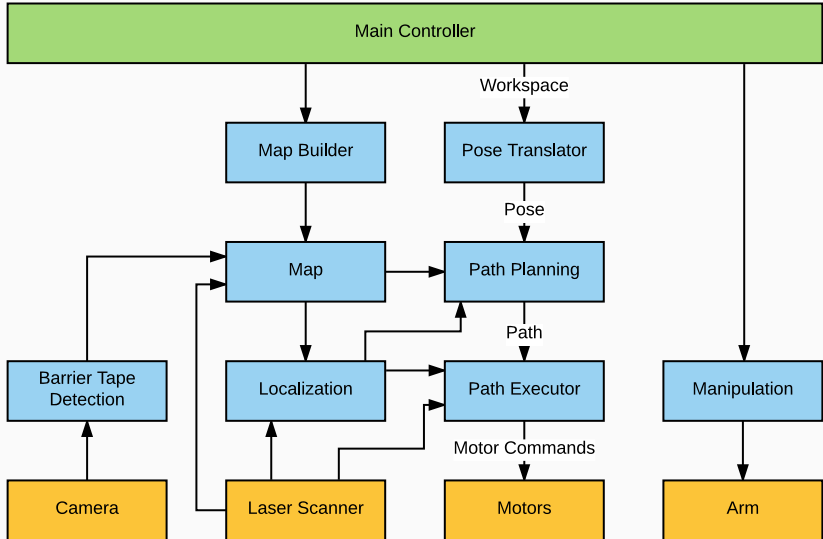 Main Controller
Workspace
Map Builder
Pose Translator
Pose
Map
Path Planning
Path
Barrier Tape
Detection
Localization
Path Executor
Manipulation
Motor Commands
Camera
Laser Scanner
Motors
Arm